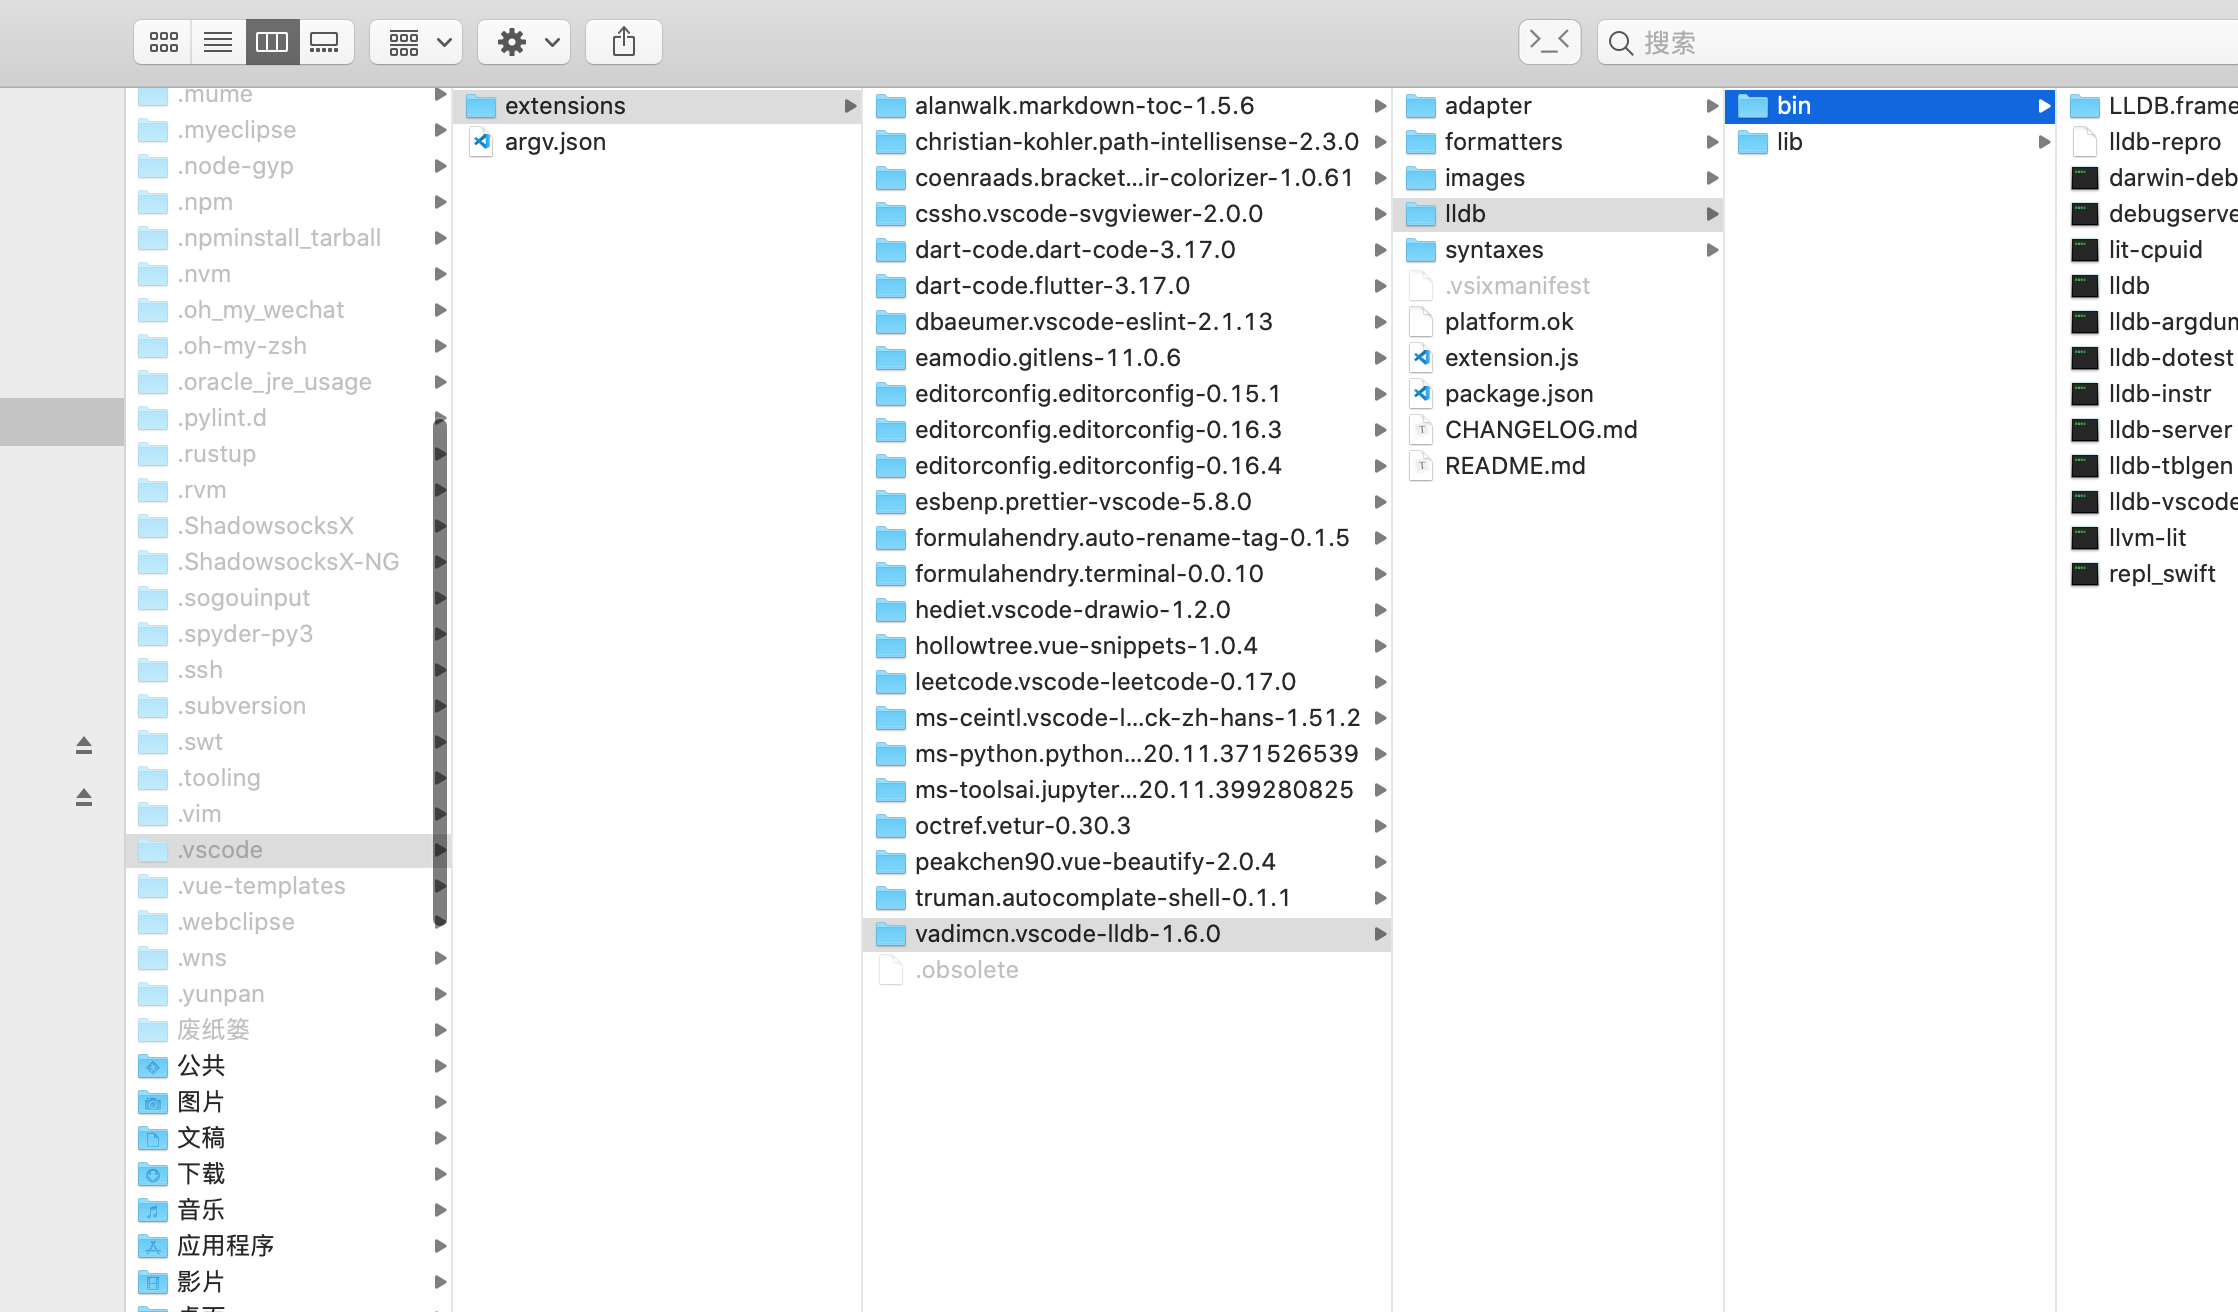 搜索
.mume
.myeclipse
.node-gyp
.npm
.npminstall_tarball
.nvm
.oh_my_wechat
.oh-my-zsh
.oracle_jre_usage
.pylint.d
.rustup
.rvm
.ShadowsocksX
.ShadowsocksX-NG
.sogouinput
.spyder-py3
.ssh
.subversion
.swt
.tooling
.vim
.vscode
.vue-templates
.webclipse
.wns
.yunpan
废纸篓
公共
图片
文稿
下载
音乐
应用程序
影片
extensions
argv.json
alanwalk.markdown-toc-1.5.6
christian-kohler.path-intellisense-2.3.0
coenraads.bracket...ir-colorizer-1.0.61
cssho.vscode-svgviewer-2.0.0
dart-code.dart-code-3.17.0
dart-code.flutter-3.17.0
dbaeumer.vscode-eslint-2.1.13
eamodio.gitlens-11.0.6
editorconfig.editorconfig-0.15.1
editorconfig.editorconfig-0.16.3
editorconfig.editorconfig-0.16.4
esbenp.prettier-vscode-5.8.0
formulahendry.auto-rename-tag-0.1.5
formulahendry.terminal-0.0.10
hediet.vscode-drawio-1.2.0
hollowtree.vue-snippets-1.0.4
leetcode.vscode-leetcode-0.17.0
ms-ceintl.vscode-l...ck-zh-hans-1.51.2
ms-python.python...20.11.371526539
ms-toolsai.jupyter...20.11.399280825
octref.vetur-0.30.3
peakchen90.vue-beautify-2.0.4
truman.autocomplate-shell-0.1.1
vadimcn.vscode-lldb-1.6.0
.obsolete
adapter
formatters
images
lldb
syntaxes
.vsixmanifest
platform.ok
extension.js
package.json
CHANGELOG.md
README.md
bin
lib
LLDB.frame
lldb-repro
darwin-deb
debugserve
lit-cpuid
lldb
lldb-argdum
lldb-dotest
lldb-instr
lldb-server
lldb-tblgen
lldb-vscode
llvm-lit
repl_swift